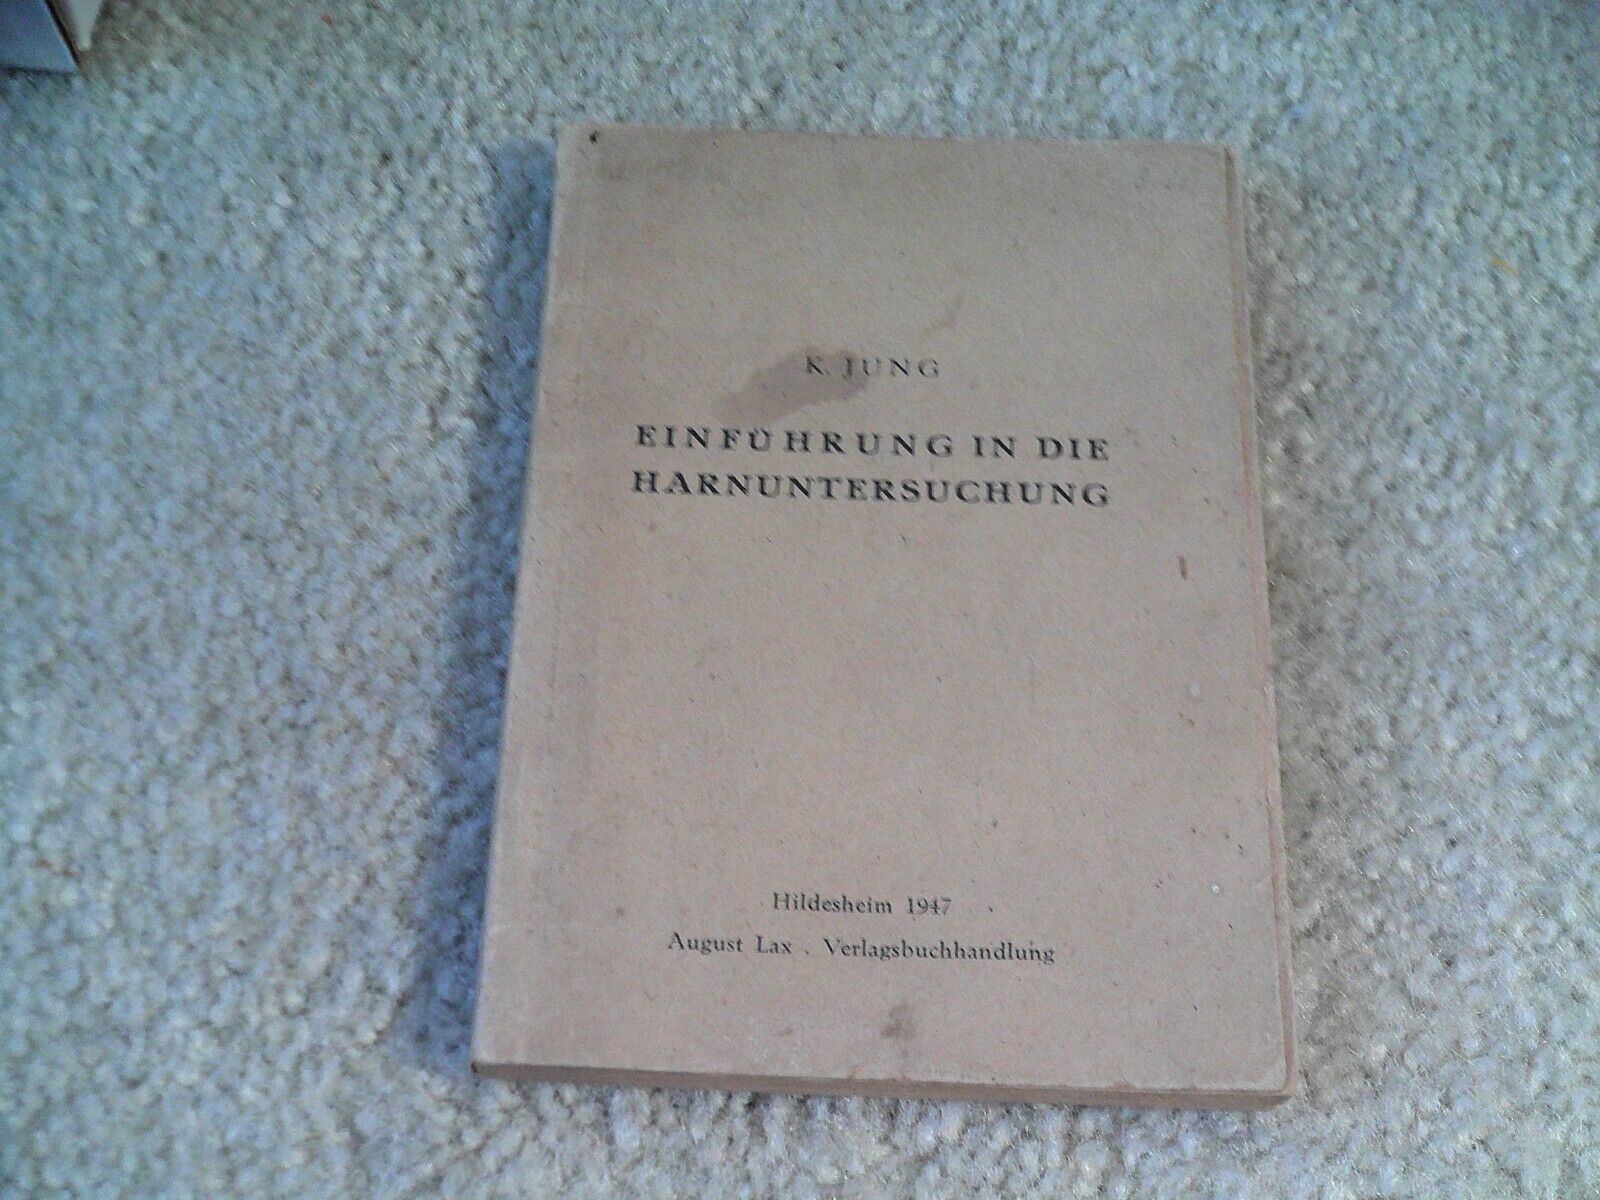 K. JUNG
EINFÜHRUNG IN DIE
HARNUNTERSUCHUNG
Hildesheim 1947
August Lax . Verlagsbuchhandlung